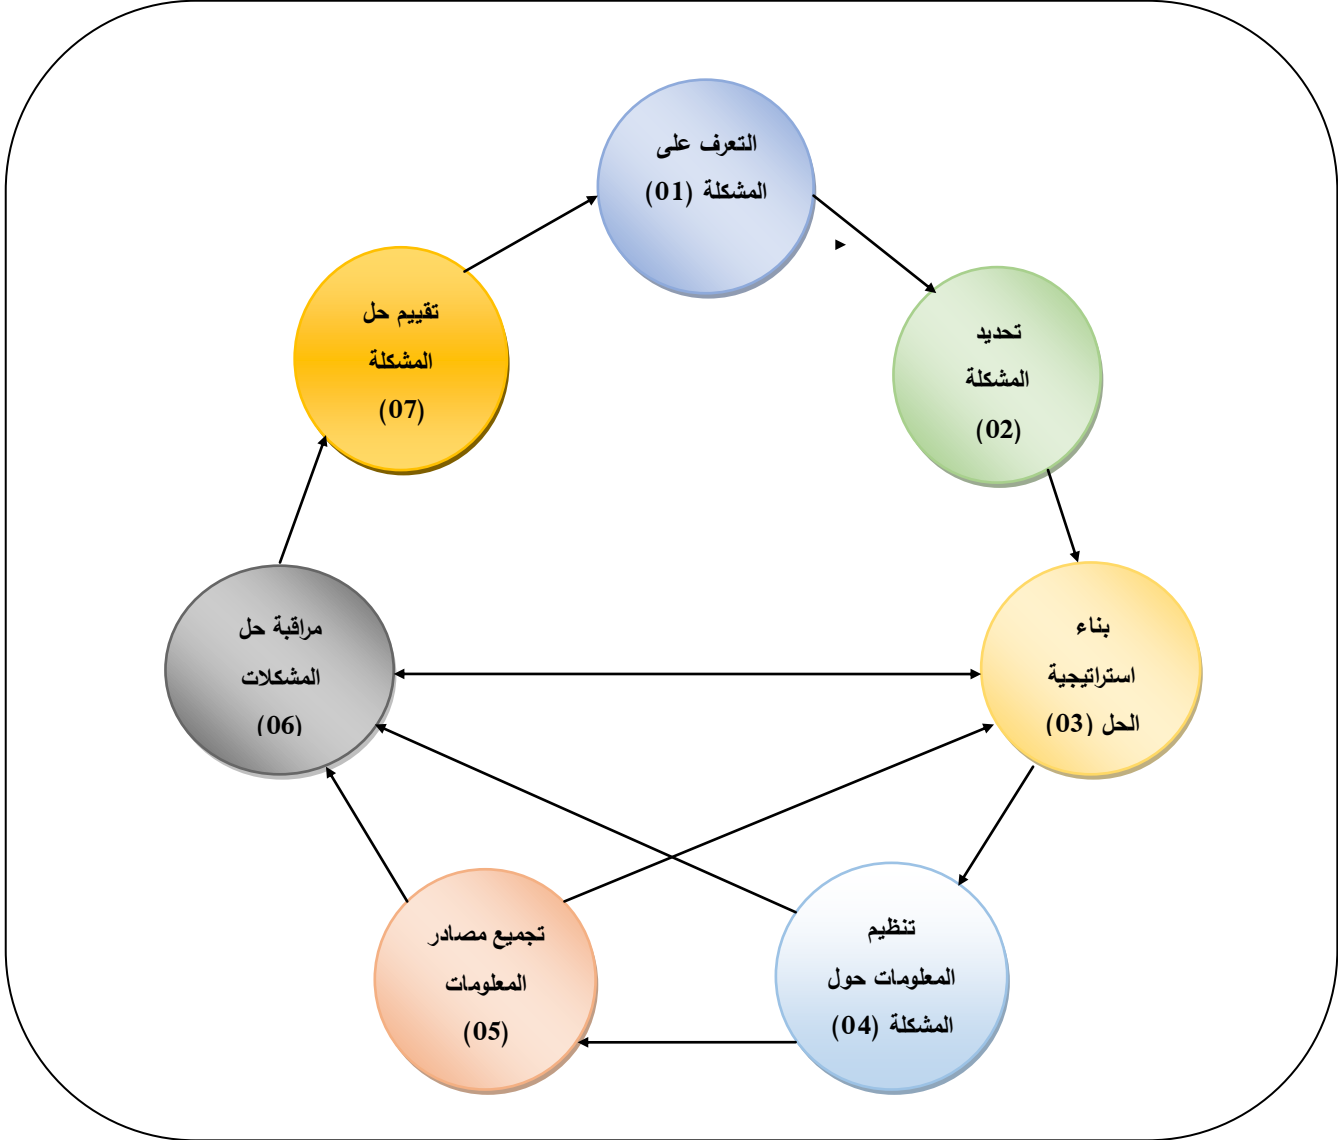 التعرف على
المشكلة (01)
تحديد
المشكلة
(02)
بناء
استراتيجية
الحل (03)
تنظيم
المعلومات حول
المشكلة (04)
تجميع مصادر
المعلومات
(05)
مراقبة حل
المشكلات
(06)
تقييم حل
المشكلة
(07)